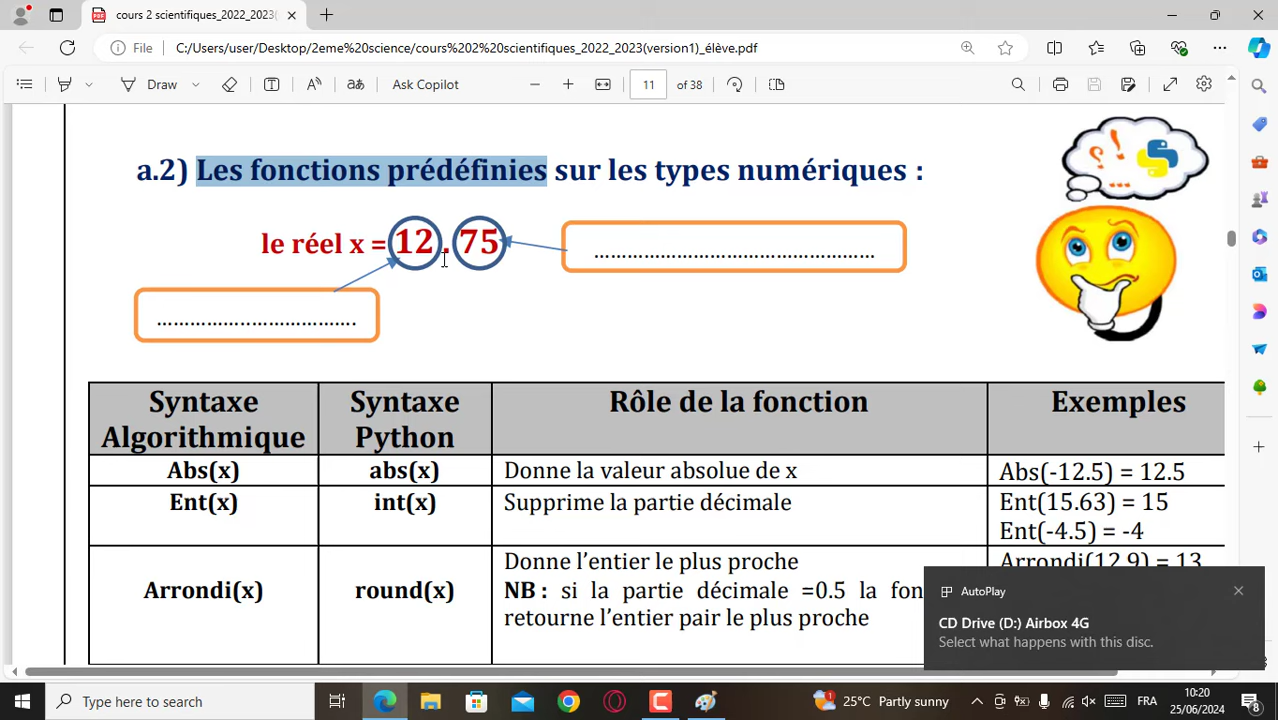 cours 2 scientifiques_2022_2023(
File
C:/Users/user/Desktop/2eme%20science/cours%202%20scientifiques_2022_2023(version1)_élève.pdf
Draw
aあ
Ask Copilot
11
of 38
a.2) Les fonctions prédéfinies sur les types numériques :
le réel x = 12 . 75
……………………………………………
……………………………….
Syntaxe Algorithmique
Syntaxe Python
Rôle de la fonction
Exemples
Abs(x)
abs(x)
Donne la valeur absolue de x
Abs(-12.5) = 12.5
Ent(x)
int(x)
Supprime la partie décimale
Ent(15.63) = 15
Ent(-4.5) = -4
Arrondi(x)
round(x)
Donne l’entier le plus proche
NB : si la partie décimale =0.5 la fon
retourne l’entier pair le plus proche
Arrondi(12.9) = 13
AutoPlay
CD Drive (D:) Airbox 4G
Select what happens with this disc.
Type here to search
25°C Partly sunny
FRA
10:20
25/06/2024
8